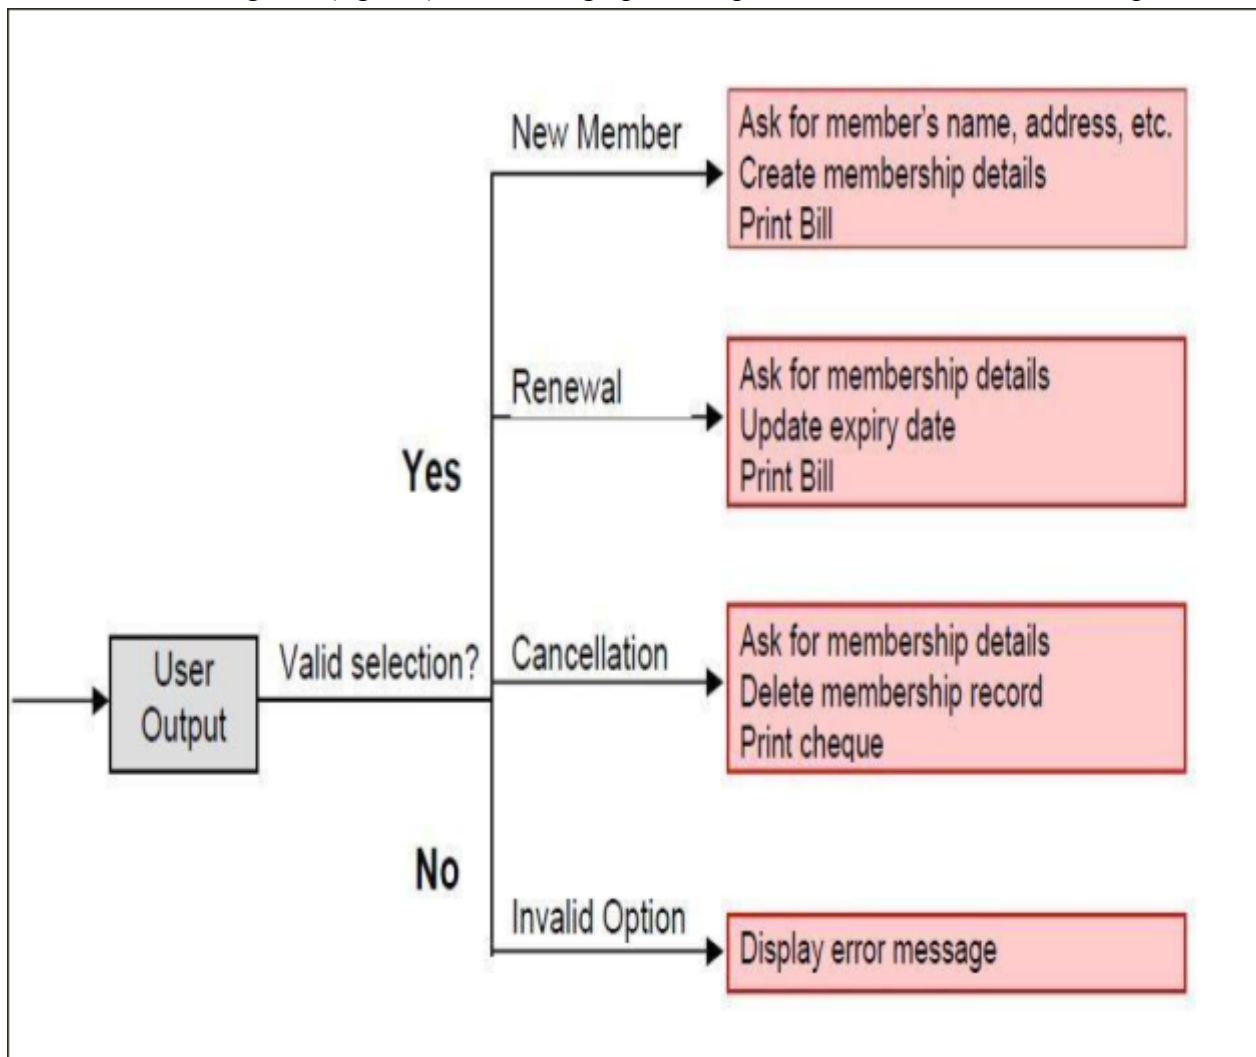 New Member
Ask for member's name, address, etc.
Create membership details
Print Bill
Renewal
Ask for membership details
Update expiry date
Print Bill
Yes
User
Output
Valid selection?
Cancellation
Ask for membership details
Delete membership record
Print cheque
No
Invalid Option
Display error message